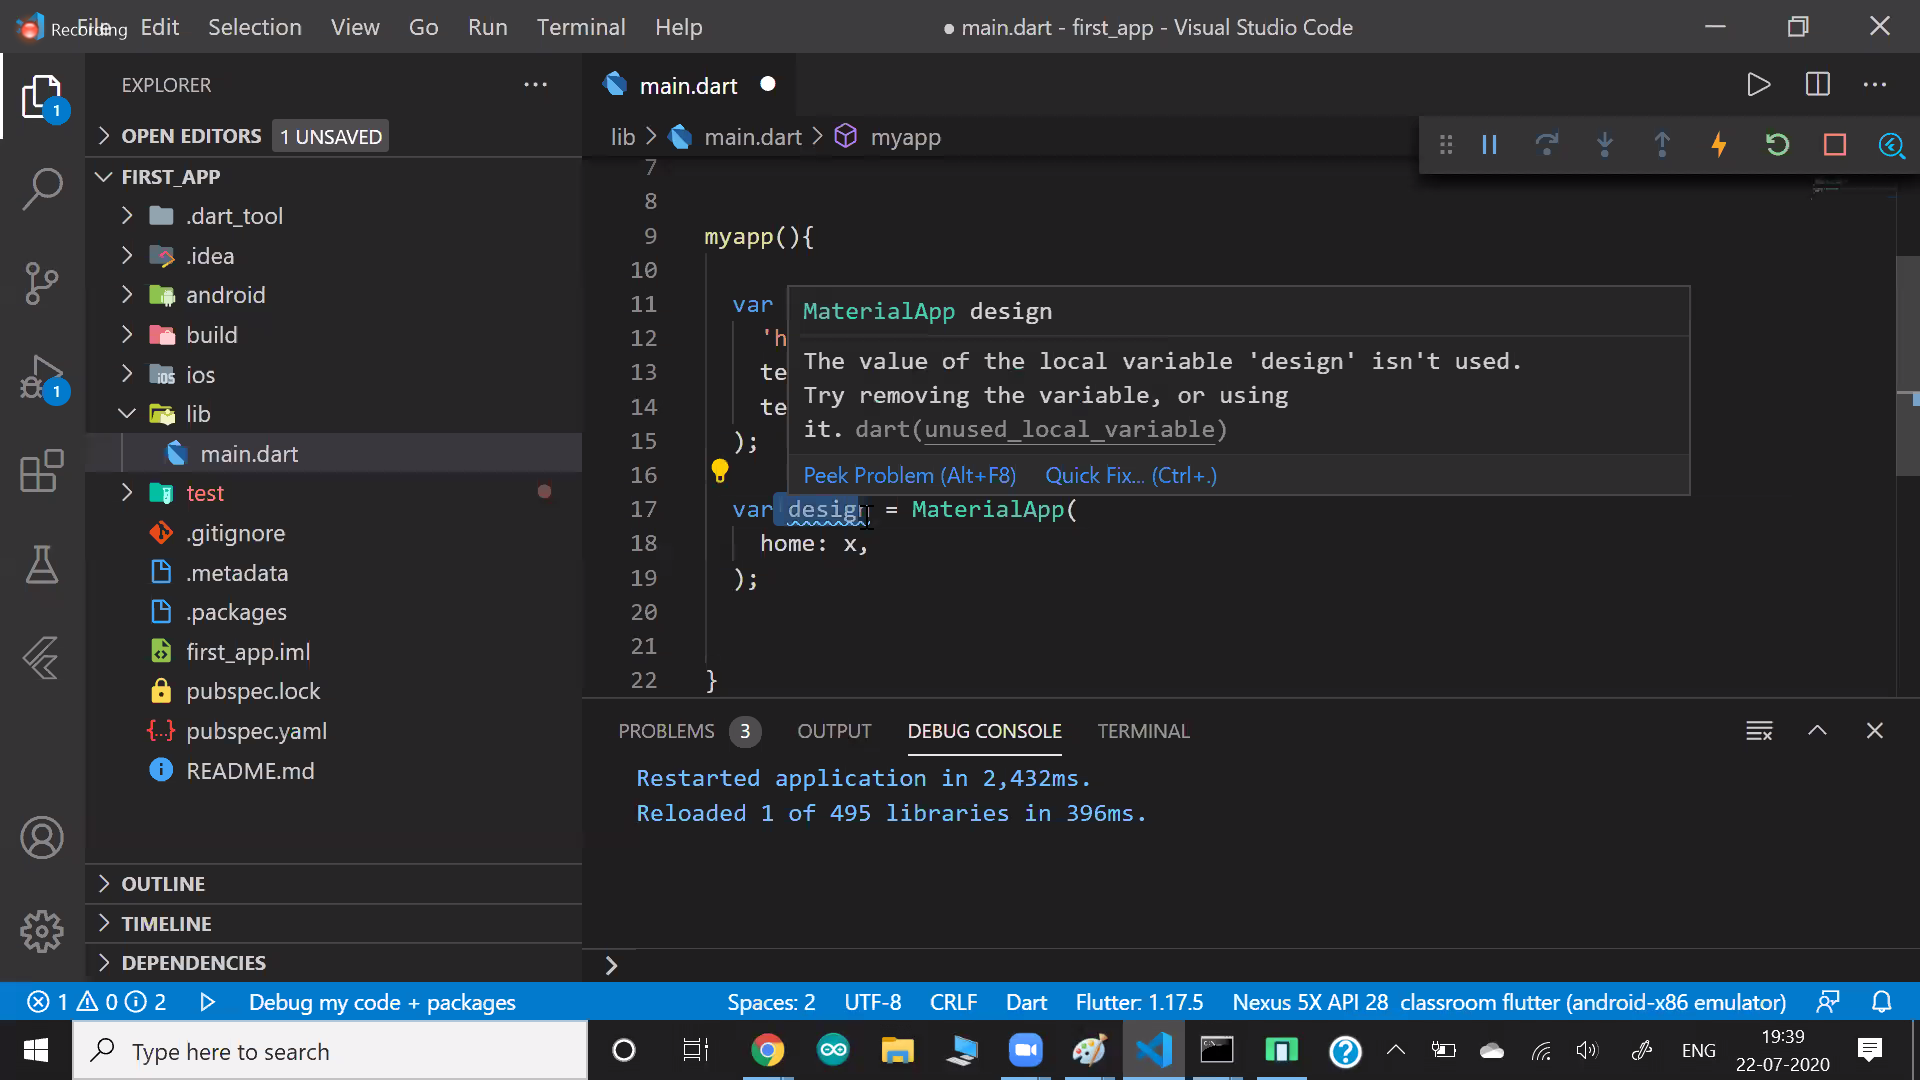 Recording
File Edit Selection View Go Run Terminal Help
● main.dart - first_app - Visual Studio Code
EXPLORER
OPEN EDITORS 1 UNSAVED
FIRST_APP
.dart_tool
.idea
android
build
ios
lib
main.dart
test
.gitignore
.metadata
.packages
first_app.iml
pubspec.lock
pubspec.yaml
README.md
OUTLINE
TIMELINE
DEPENDENCIES
1
1
main.dart
lib > main.dart > myapp
7
8
9 myapp(){
10
11 var
12 'h
13 te
14 te
15 );
16
17 var design = MaterialApp(
18 home: x,
19 );
20
21
22 }
MaterialApp design
The value of the local variable 'design' isn't used.
Try removing the variable, or using
it. dart(unused_local_variable)
Peek Problem (Alt+F8) Quick Fix... (Ctrl+.)
PROBLEMS 3 OUTPUT DEBUG CONSOLE TERMINAL
Restarted application in 2,432ms.
Reloaded 1 of 495 libraries in 396ms.
1 0 2 Debug my code + packages Spaces: 2 UTF-8 CRLF Dart Flutter: 1.17.5 Nexus 5X API 28 classroom flutter (android-x86 emulator)
Type here to search
ENG
19:39
22-07-2020